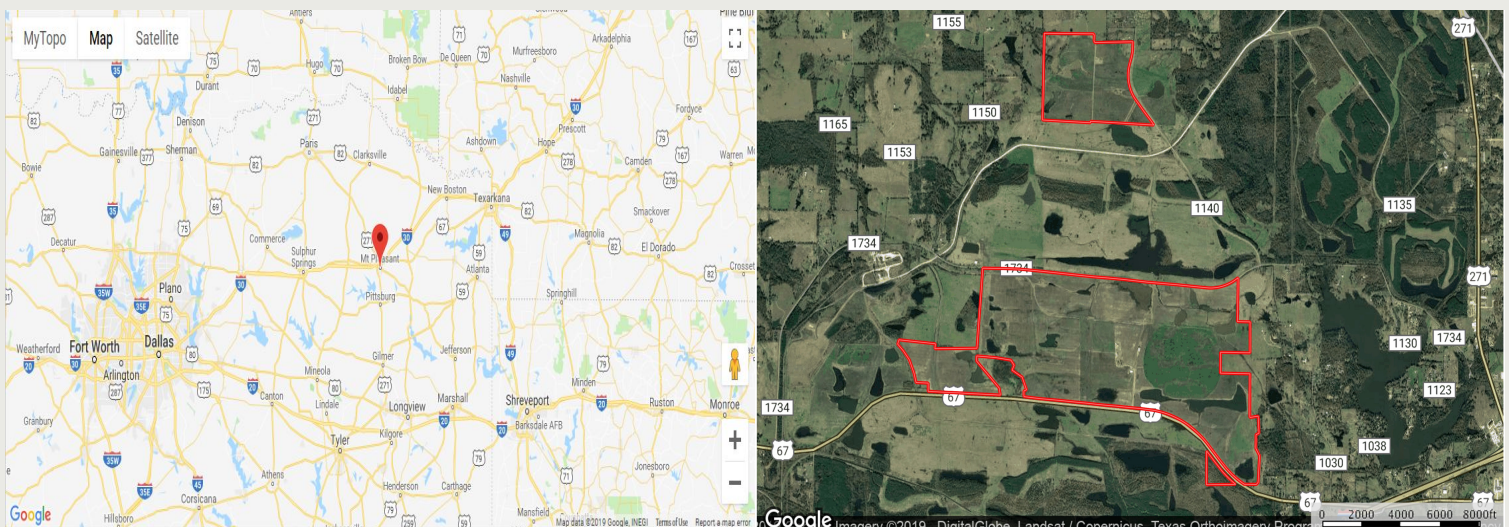 MyTopo Map Satellite
Antlers
Arkadelphia
Pine Bluf
Murfreesboro
De Queen
Broken Bow
Nashville
Hugo
Durant
Idabel
Fordyce
Prescott
Denison
Ashdown
Hope
Gainesville
Sherman
Paris
Clarksville
Camden
Warren
Bowie
New Boston
Texarkana
Smackover
Magnolia
El Dorado
Decatur
Commerce
Sulphur
Springs
Mt Pleasant
Atlanta
Crosset
Plano
Pittsburg
Springhill
Weatherford
Fort Worth
Dallas
Arlington
Gilmer
Jefferson
Mineola
Minden
Canton
Lindale
Longview
Marshall
Shreveport
Ruston
Monroe
Barksdale AFB
Granbury
Tyler
Kilgore
Jonesboro
Athens
Henderson
Carthage
Corsicana
Mansfield
Hillsboro
Google
Map data ©2019 Google, INEGI Terms of Use Report a map error
1155
271
1150
1165
1153
1135
1140
1734
1734
271
1130
1734
1123
67
1734
67
1038
67
1030
67
67
Google
Imagery ©2019 , DigitalGlobe, Landsat / Copernicus, Texas Orthoimagery Progra
0 2000 4000 6000 8000ft